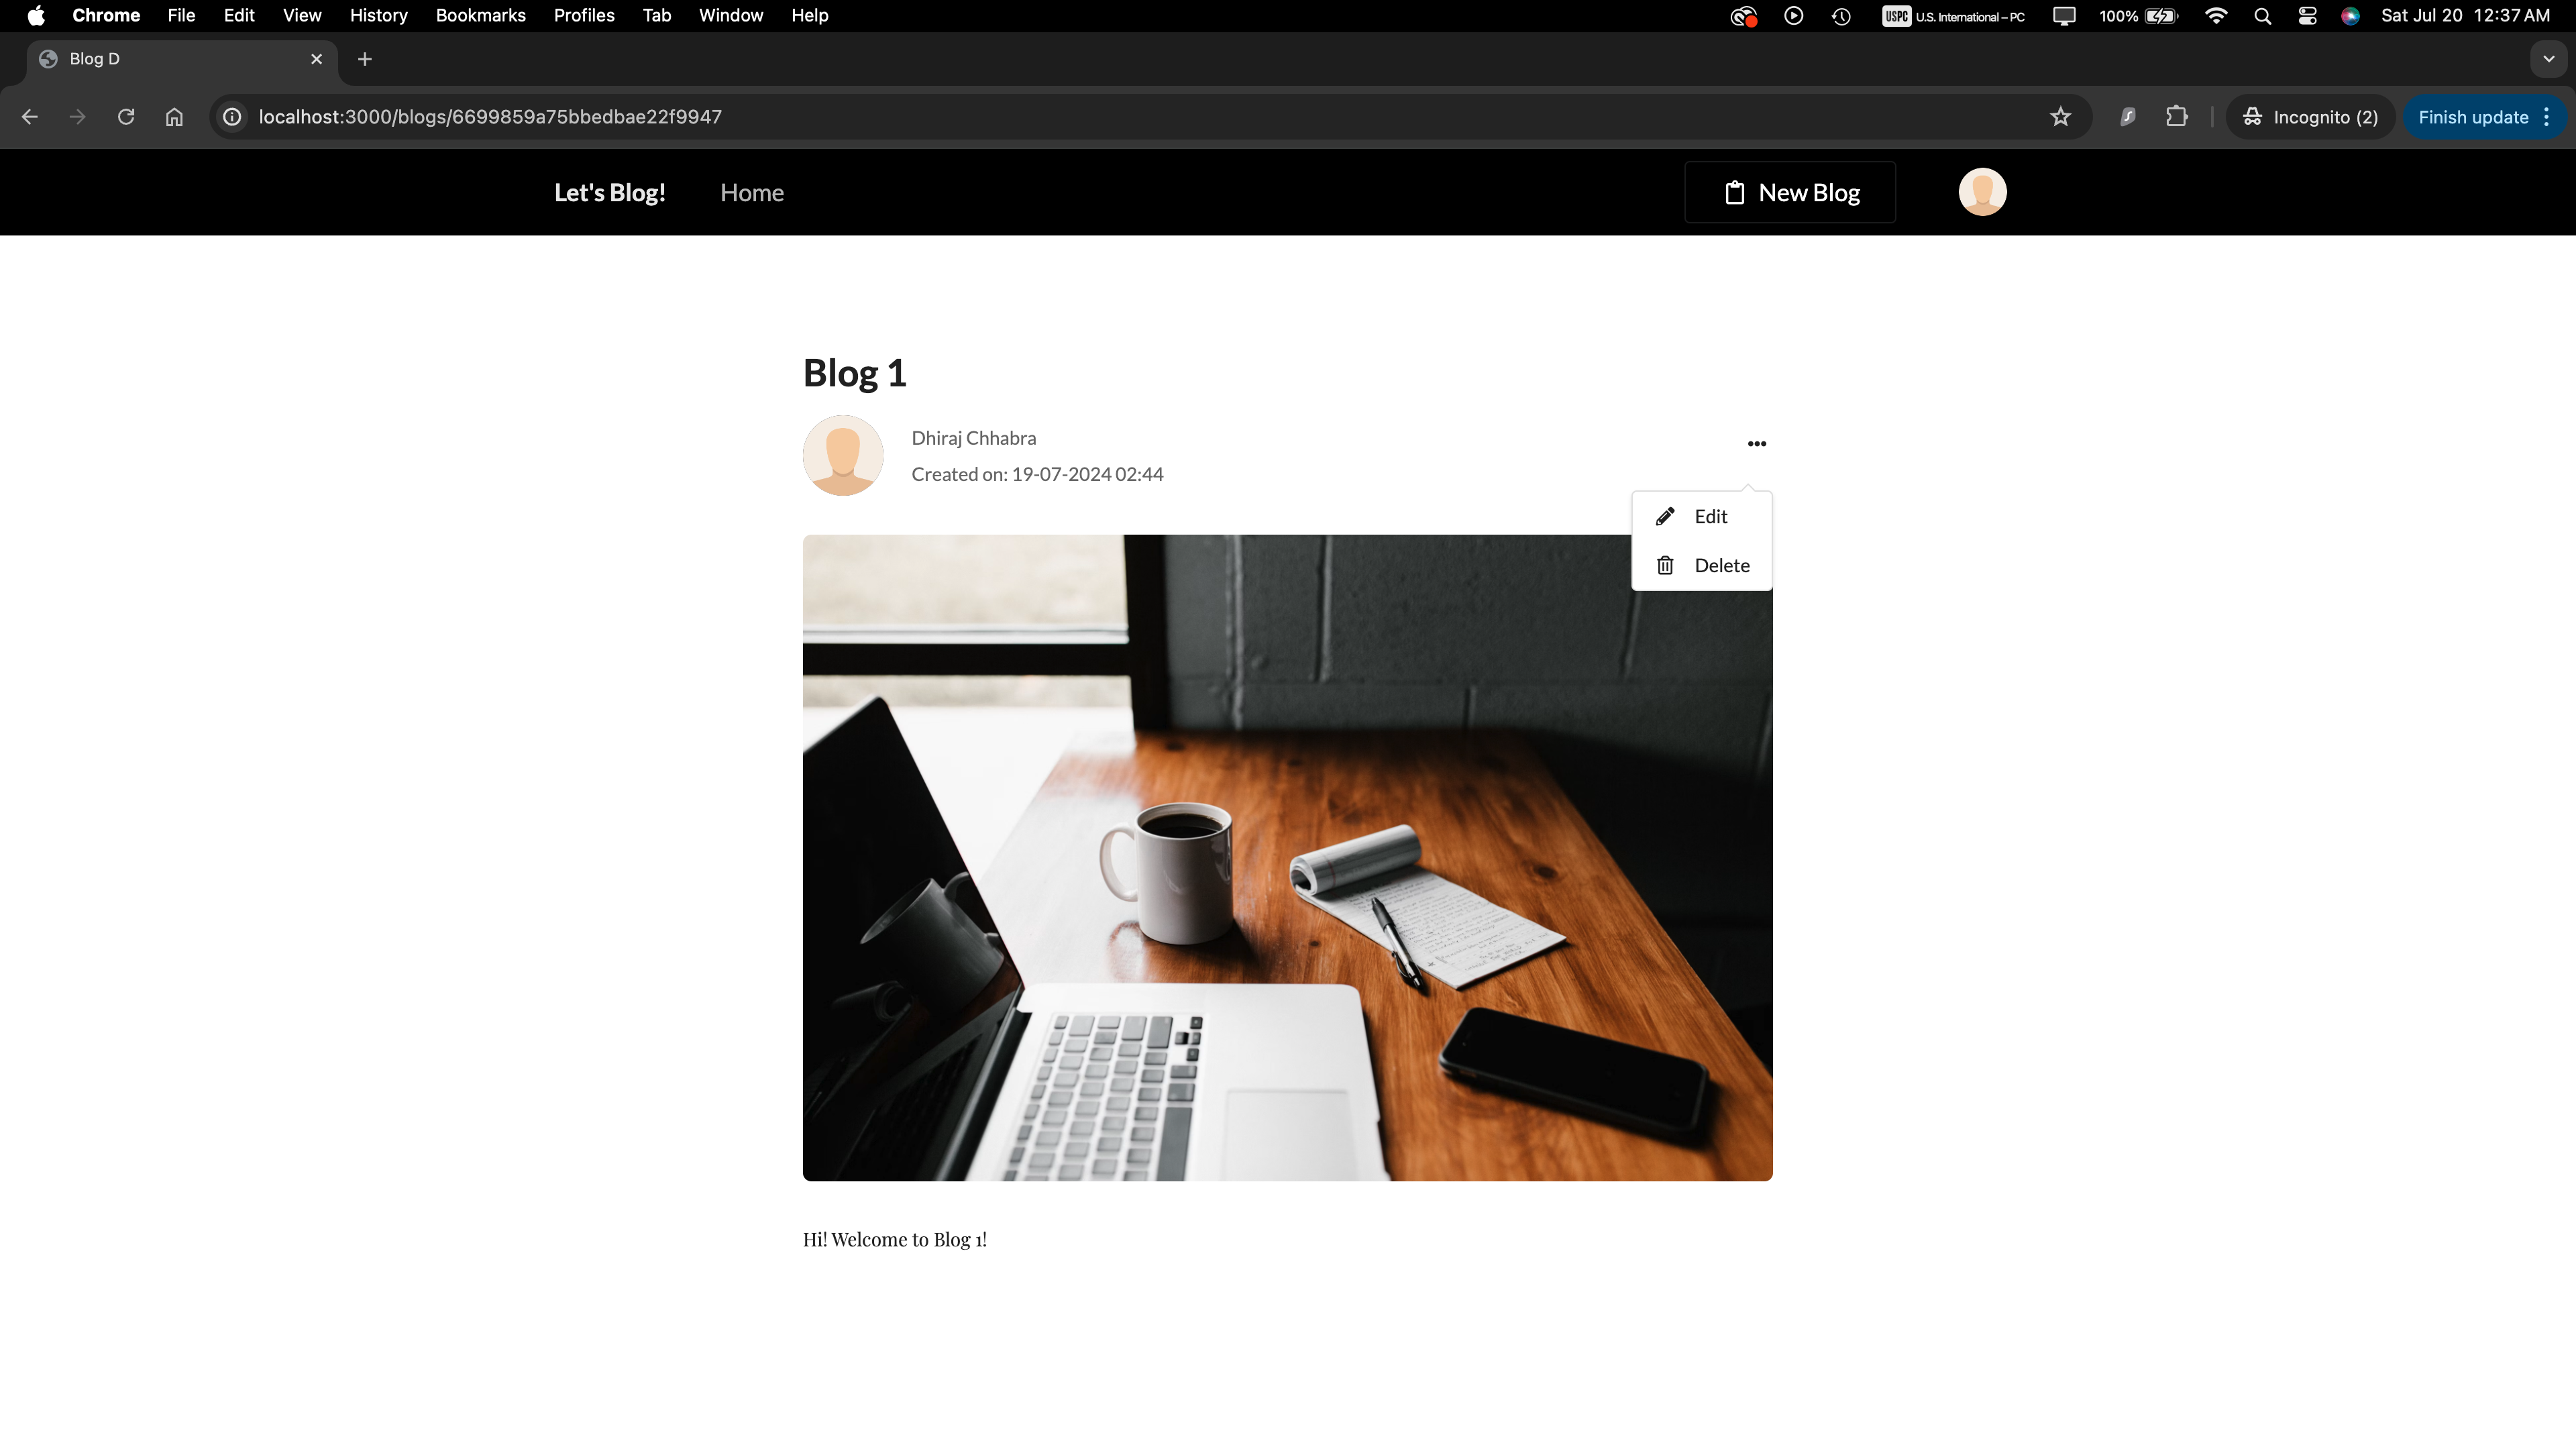 Chrome File Edit View History Bookmarks Profiles Tab Window Help USPC U.S. International – PC 100% Sat Jul 20 12:37 AM
Blog D
localhost:3000/blogs/6699859a75bbedbae22f9947 Incognito (2) Finish update
Let's Blog! Home New Blog
Blog 1
Dhiraj Chhabra
Created on: 19-07-2024 02:44
Edit
Delete
Hi! Welcome to Blog 1!